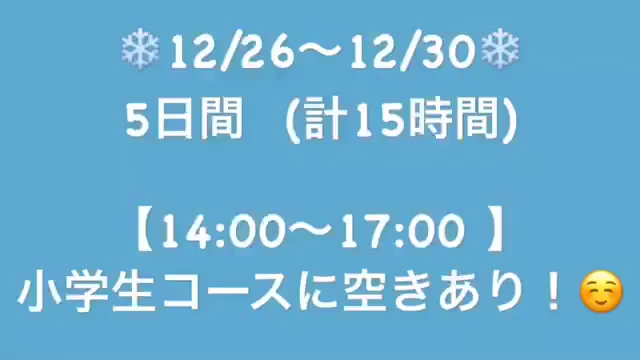 ❄12/26～12/30❄
5日間 (計15時間)
【14:00～17:00 】
小学生コースに空きあり！☺